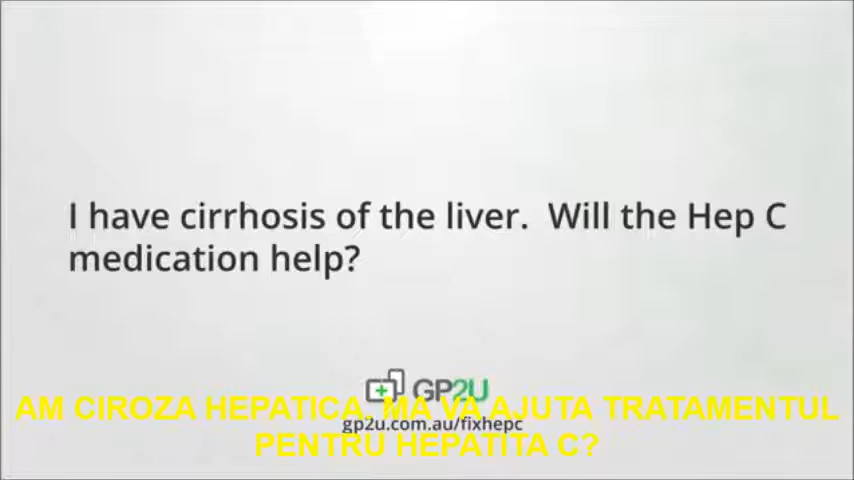 I have cirrhosis of the liver.  Will the Hep C
medication help?
GP2U
AM CIROZA HEPATICA, MA VA AJUTA TRATAMENTUL
gp2u.com.au/fixhepc
PENTRU HEPATITA C?